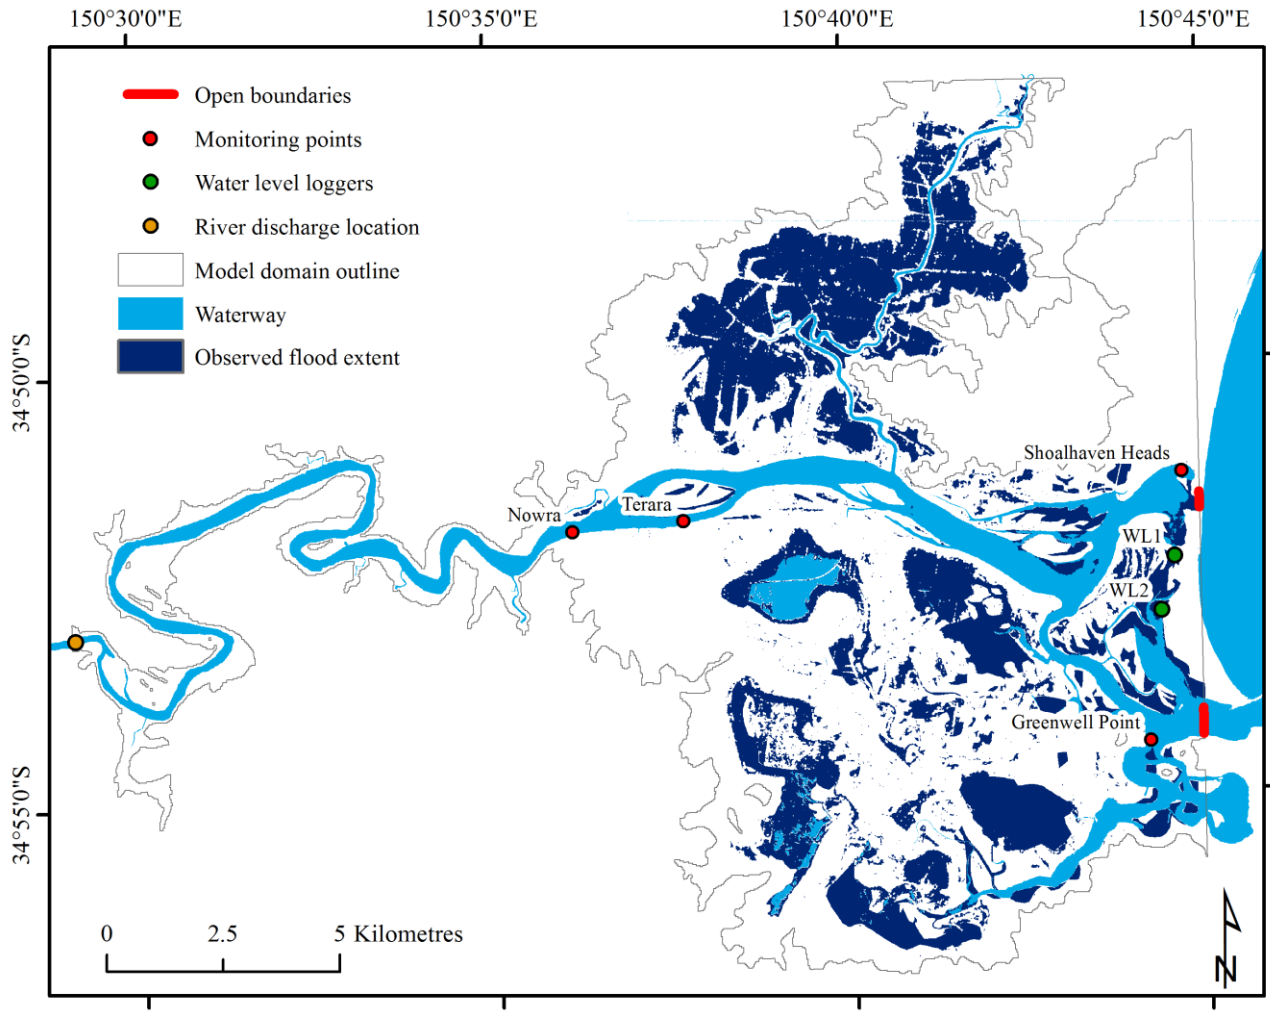 150°30'0"E
150°35'0"E
150°40'0"E
150°45'0"E
Open boundaries
Monitoring points
Water level loggers
River discharge location
Model domain outline
Waterway
Observed flood extent
34°50'0"S
Shoalhaven Heads
Terara
Nowra
WL1
WL2
Greenwell Point
34°55'0"S
0 2.5 5 Kilometres
N